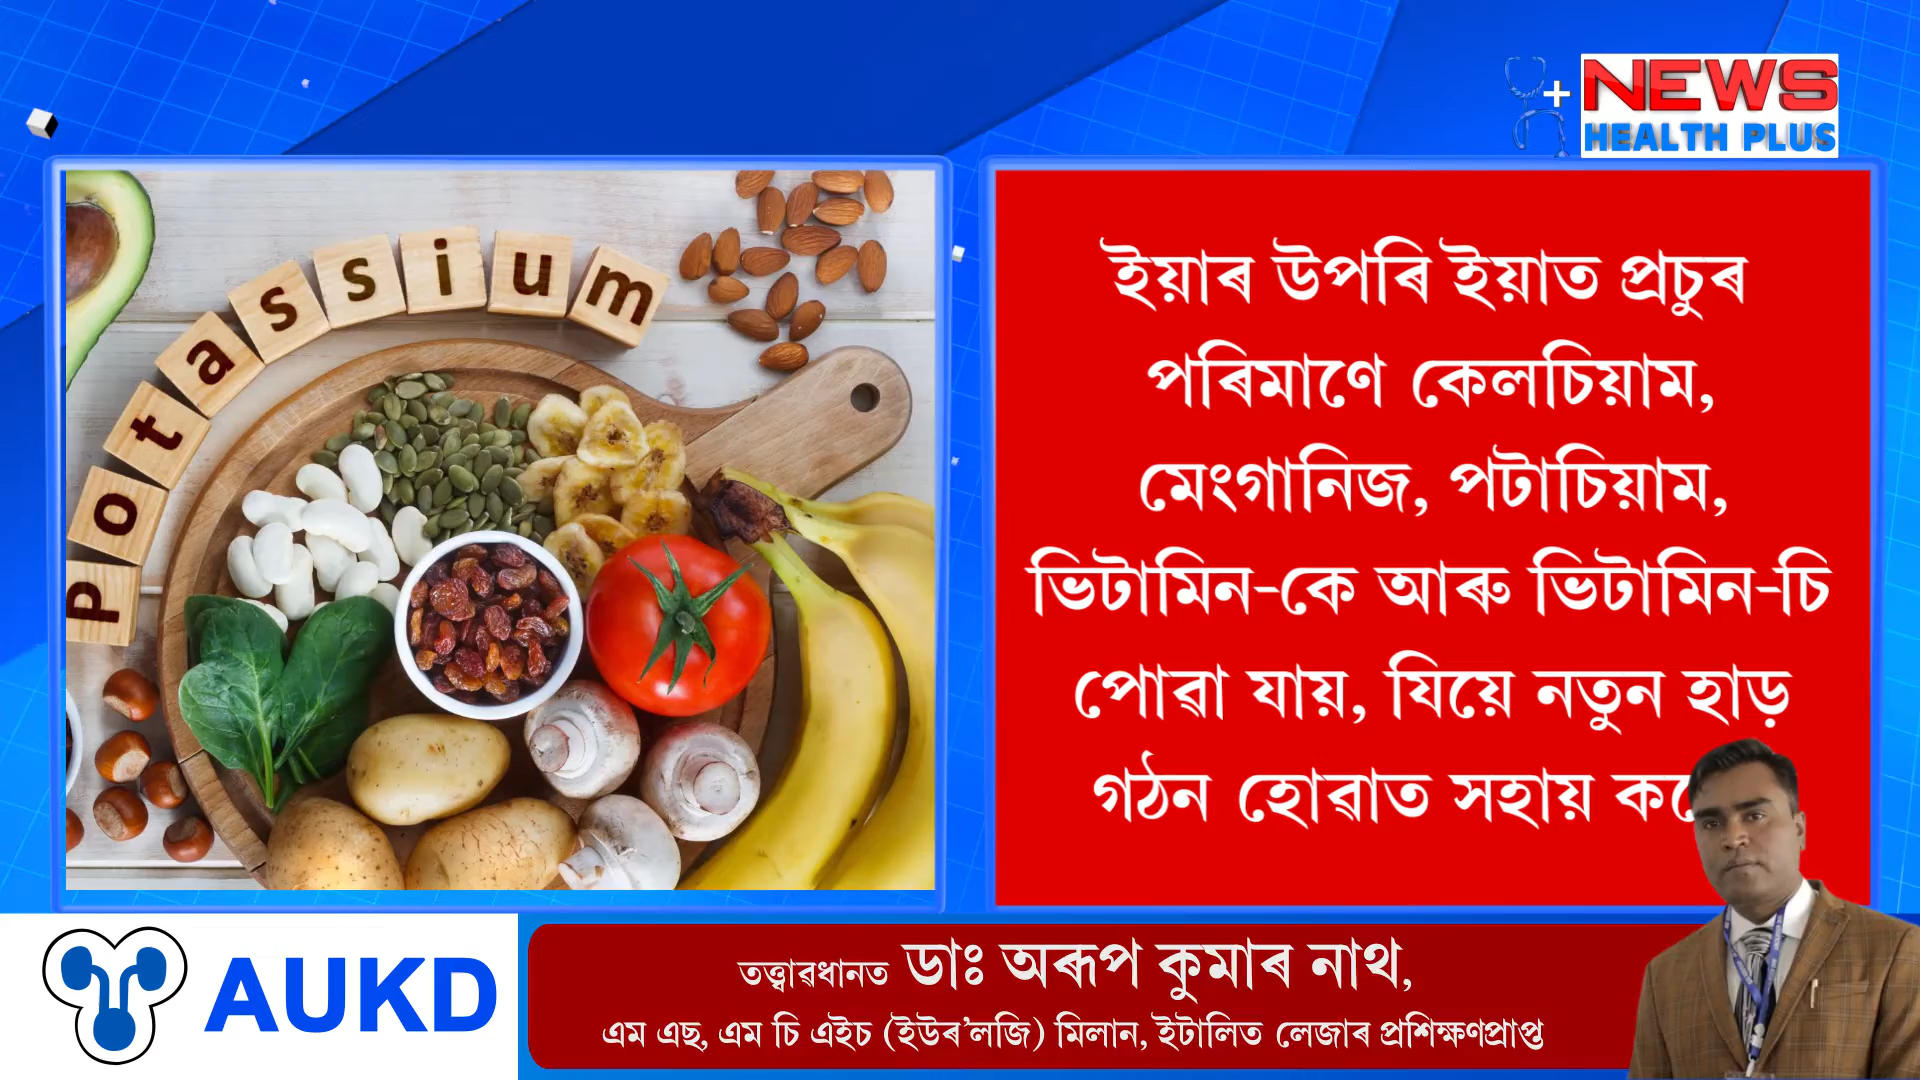 NEWS
HEALTH PLUS
Potassium
ইয়াৰ উপৰি ইয়াত প্ৰচুৰ
পৰিমাণে কেলচিয়াম,
মেংগানিজ, পটাচিয়াম,
ভিটামিন-কে আৰু ভিটামিন-চি
পোৱা যায়, যিয়ে নতুন হাড়
গঠন হোৱাত সহায় কৰে
AUKD
তত্ত্বাৱধানত ডাঃ অৰূপ কুমাৰ নাথ,
এম এছ, এম চি এইচ (ইউৰ'লজি) মিলান, ইটালিত লেজাৰ প্ৰশিক্ষণপ্ৰাপ্ত